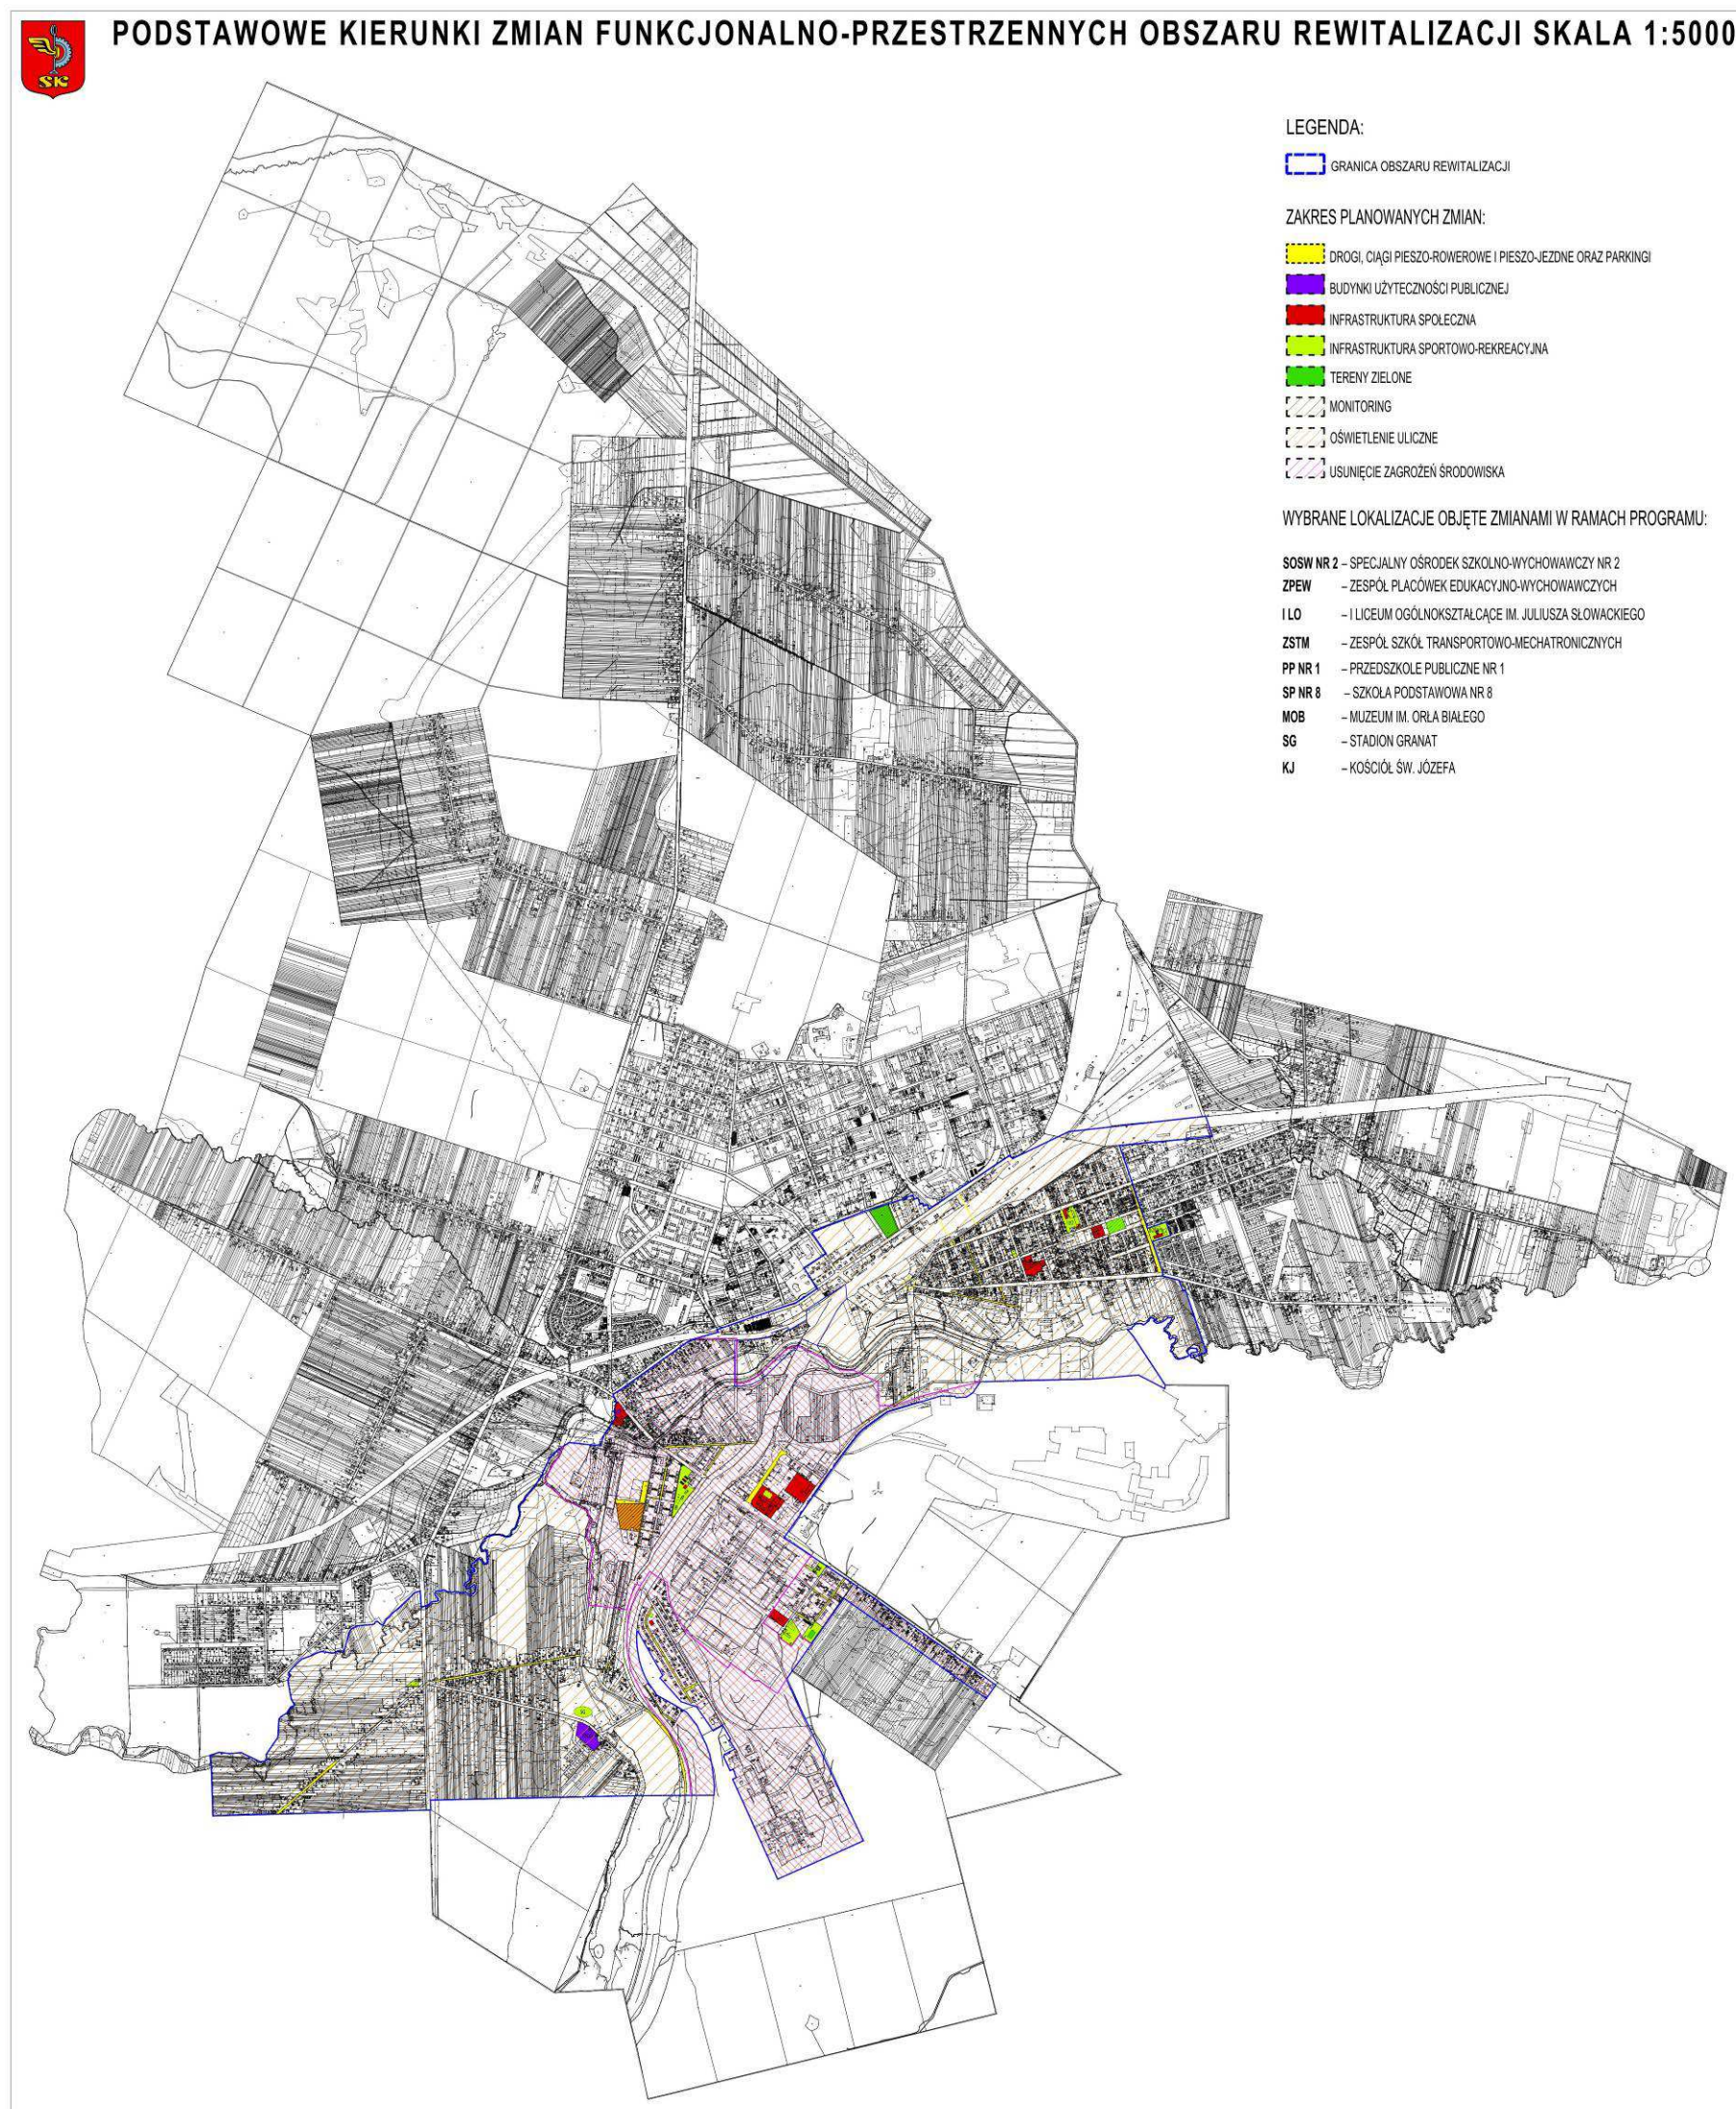 PODSTAWOWE KIERUNKI ZMIAN FUNKCJONALNO-PRZESTRZENNYCH OBSZARU REWITALIZACJI SKALA 1:5000
SK
LEGENDA:
GRANICA OBSZARU REWITALIZACJI
ZAKRES PLANOWANYCH ZMIAN:
DROGI, CIĄGI PIESZO-ROWEROWE I PIESZO-JEZDNE ORAZ PARKINGI
BUDYNKI UŻYTECZNOŚCI PUBLICZNEJ
INFRASTRUKTURA SPOŁECZNA
INFRASTRUKTURA SPORTOWO-REKREACYJNA
TERENY ZIELONE
MONITORING
OŚWIETLENIE ULICZNE
USUNIĘCIE ZAGROŻEŃ ŚRODOWISKA
WYBRANE LOKALIZACJE OBJĘTE ZMIANAMI W RAMACH PROGRAMU:
SOSW NR 2 – SPECJALNY OŚRODEK SZKOLNO-WYCHOWAWCZY NR 2
ZPEW – ZESPÓŁ PLACÓWEK EDUKACYJNO-WYCHOWAWCZYCH
I LO – I LICEUM OGÓLNOKSZTAŁCĄCE IM. JULIUSZA SŁOWACKIEGO
ZSTM – ZESPÓŁ SZKÓŁ TRANSPORTOWO-MECHATRONICZNYCH
PP NR 1 – PRZEDSZKOLE PUBLICZNE NR 1
SP NR 8 – SZKOŁA PODSTAWOWA NR 8
MOB – MUZEUM IM. ORŁA BIAŁEGO
SG – STADION GRANAT
KJ – KOŚCIÓŁ ŚW. JÓZEFA